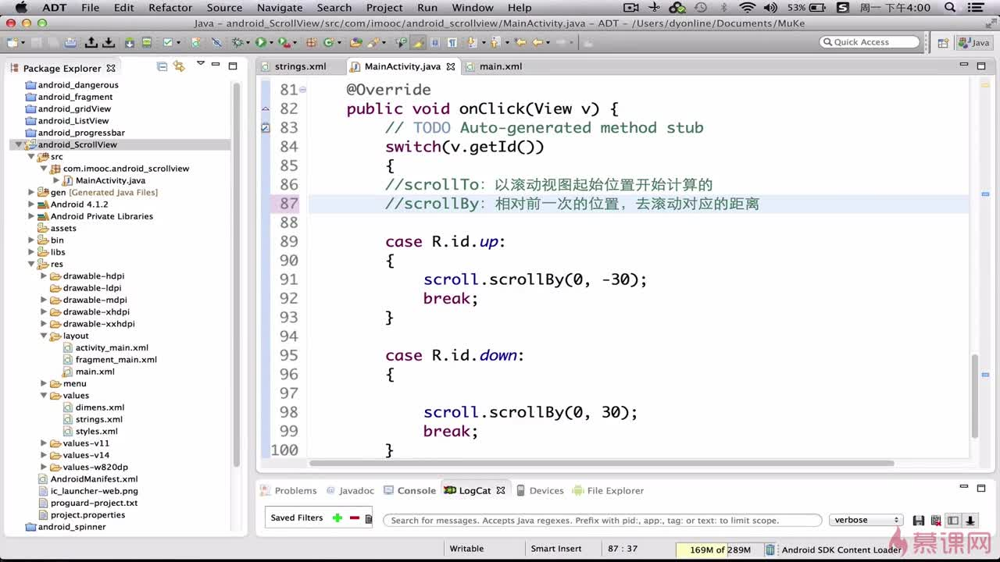 ADT File Edit Refactor Source Navigate Search Project Run Window Help 53% S 周一 下午4:00
Java - android_ScrollView/src/com/imooc/android_scrollview/MainActivity.java - ADT - /Users/dyonline/Documents/MuKe
Quick Access Java
Package Explorer
strings.xml MainActivity.java main.xml
android_dangerous
android_fragment
android_gridView
android_ListView
android_progressbar
android_ScrollView
src
com.imooc.android_scrollview
MainActivity.java
gen [Generated Java Files]
Android 4.1.2
Android Private Libraries
assets
bin
libs
res
drawable-hdpi
drawable-ldpi
drawable-mdpi
drawable-xhdpi
drawable-xxhdpi
layout
activity_main.xml
fragment_main.xml
main.xml
menu
values
dimens.xml
strings.xml
styles.xml
values-v11
values-v14
values-w820dp
AndroidManifest.xml
ic_launcher-web.png
proguard-project.txt
project.properties
android_spinner
81 @Override
82 public void onClick(View v) {
83 // TODO Auto-generated method stub
84 switch(v.getId())
85 {
86 //scrollTo：以滚动视图起始位置开始计算的
87 //scrollBy：相对前一次的位置，去滚动对应的距离
88
89 case R.id.up:
90 {
91 scroll.scrollBy(0, -30);
92 break;
93 }
94
95 case R.id.down:
96 {
97
98 scroll.scrollBy(0, 30);
99 break;
100 }
Problems @ Javadoc Console LogCat Devices File Explorer
Saved Filters Search for messages. Accepts Java regexes. Prefix with pid:, app:, tag: or text: to limit scope. verbose
Writable Smart Insert 87 : 37 169M of 289M Android SDK Content Loader
慕课网